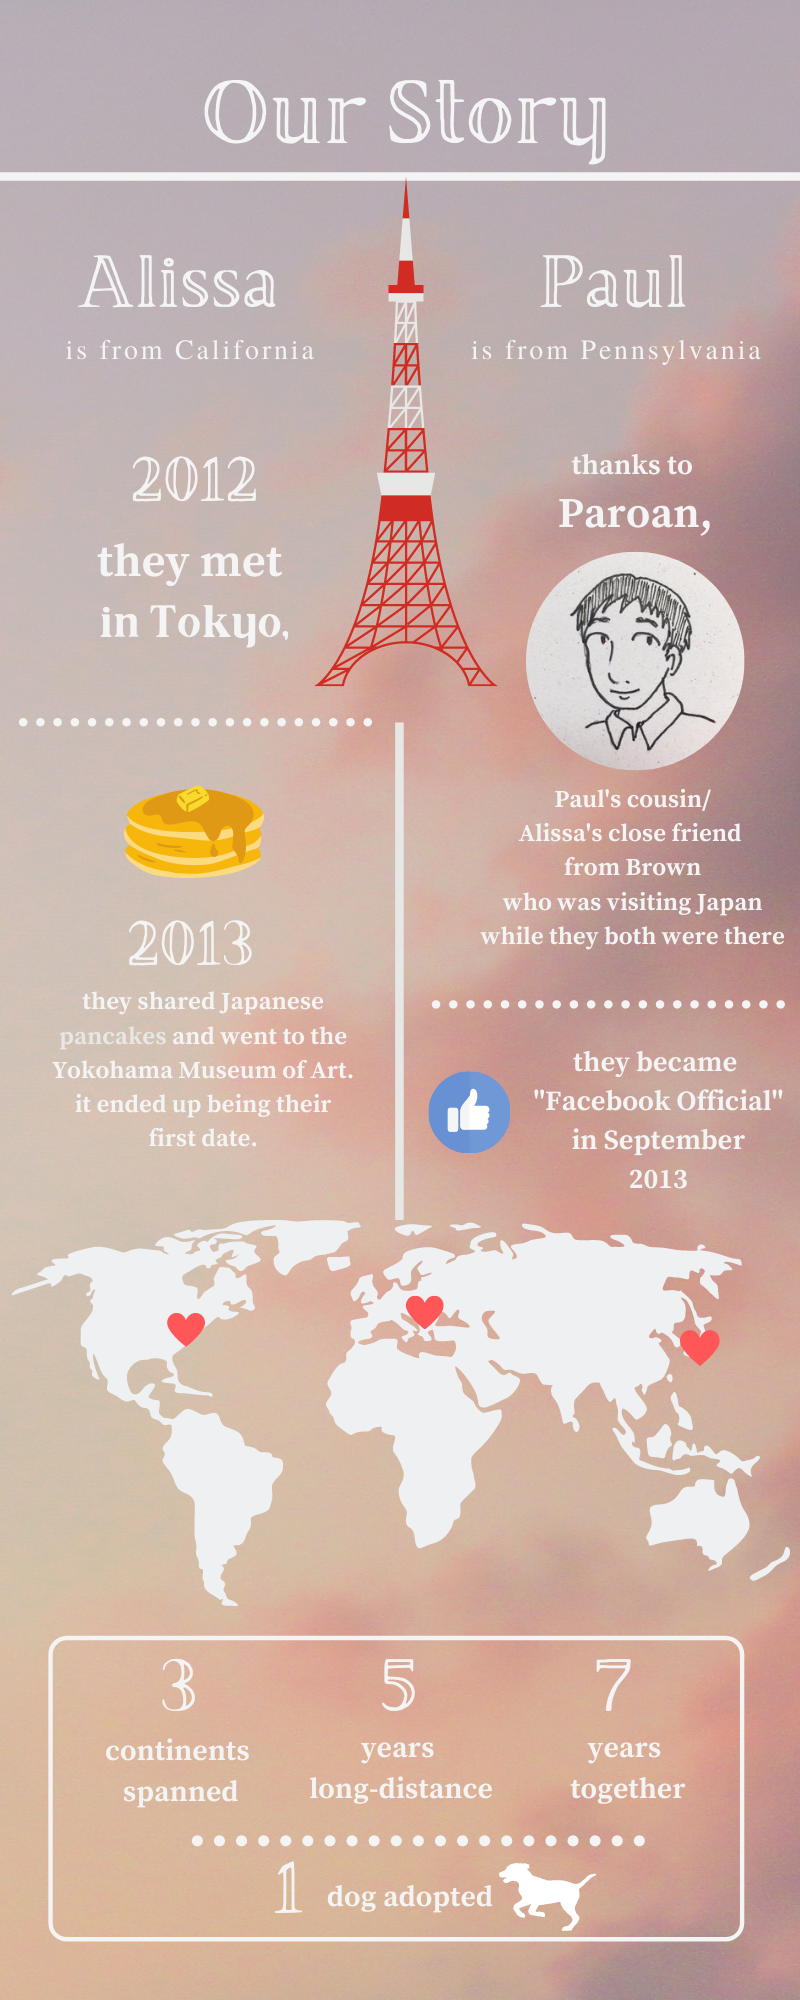 Our Story
Alissa
is from California
Paul
is from Pennsylvania
2012
they met
in Tokyo,
thanks to
Paroan,
Paul's cousin/
Alissa's close friend
from Brown
who was visiting Japan
while they both were there
2013
they shared Japanese
pancakes and went to the
Yokohama Museum of Art.
it ended up being their
first date.
they became
"Facebook Official"
in September
2013
3
continents
spanned
5
years
long-distance
7
years
together
1 dog adopted